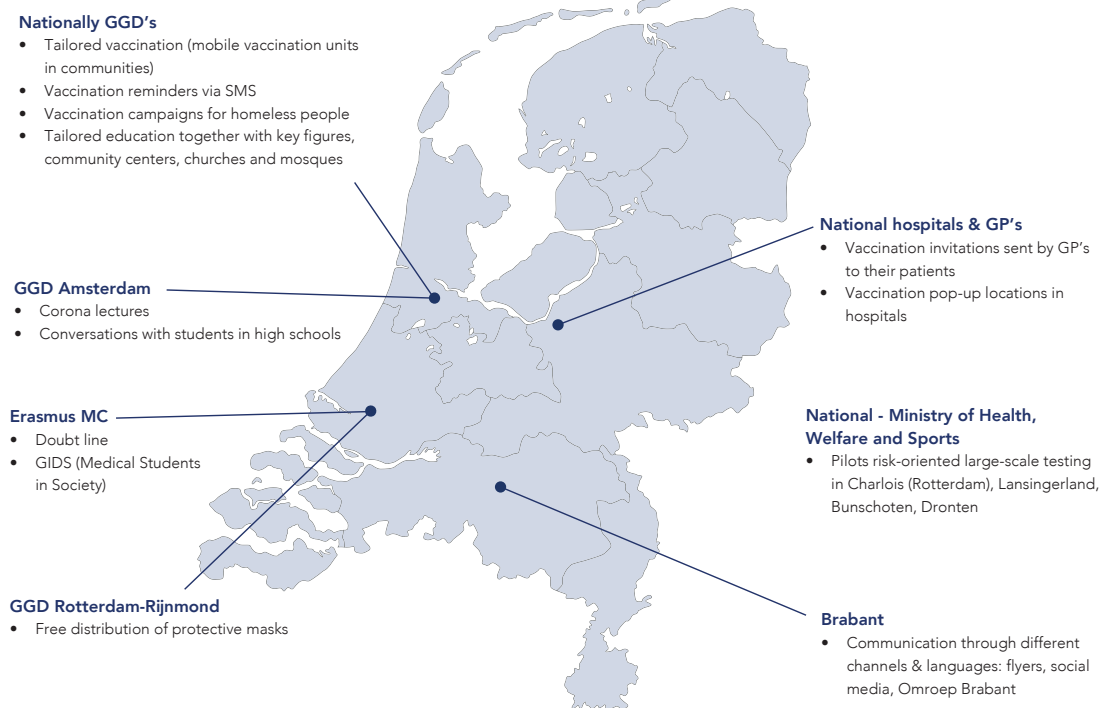 Nationally GGD's
• Tailored vaccination (mobile vaccination units
in communities)
• Vaccination reminders via SMS
• Vaccination campaigns for homeless people
• Tailored education together with key figures,
community centers, churches and mosques
GGD Amsterdam
• Corona lectures
• Conversations with students in high schools
Erasmus MC
• Doubt line
• GIDS (Medical Students
in Society)
GGD Rotterdam-Rijnmond
• Free distribution of protective masks
National hospitals & GP's
• Vaccination invitations sent by GP's
to their patients
• Vaccination pop-up locations in
hospitals
National - Ministry of Health,
Welfare and Sports
• Pilots risk-oriented large-scale testing
in Charlois (Rotterdam), Lansingerland,
Bunschoten, Dronten
Brabant
• Communication through different
channels & languages: flyers, social
media, Omroep Brabant